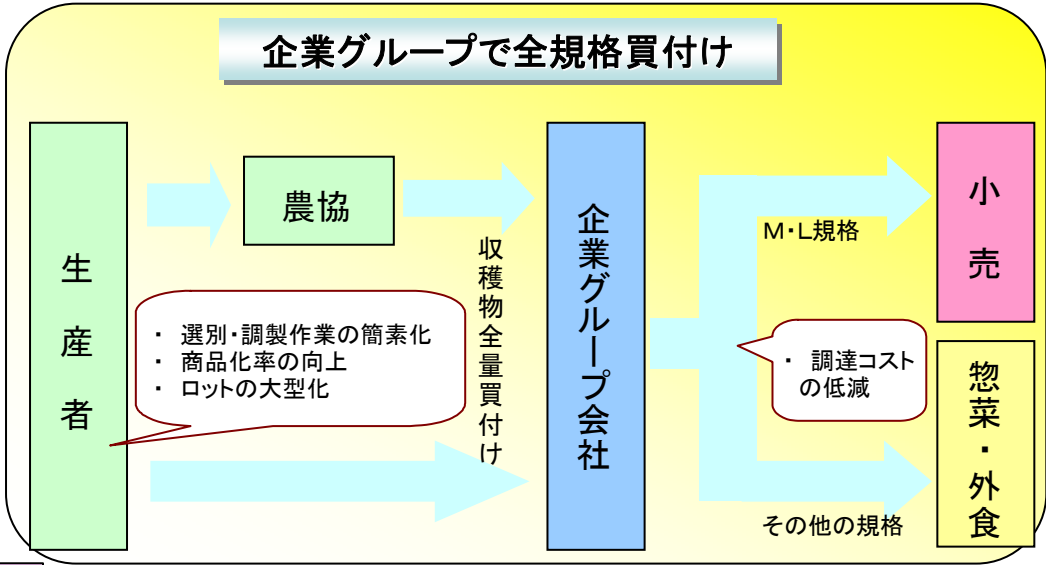 企業グループで全規格買付け
生産者
農協
・ 選別・調製作業の簡素化
・ 商品化率の向上
・ ロットの大型化
収穫物全量買付け
企業グループ会社
M・L規格
・ 調達コスト
の低減
その他の規格
小売
惣菜・外食